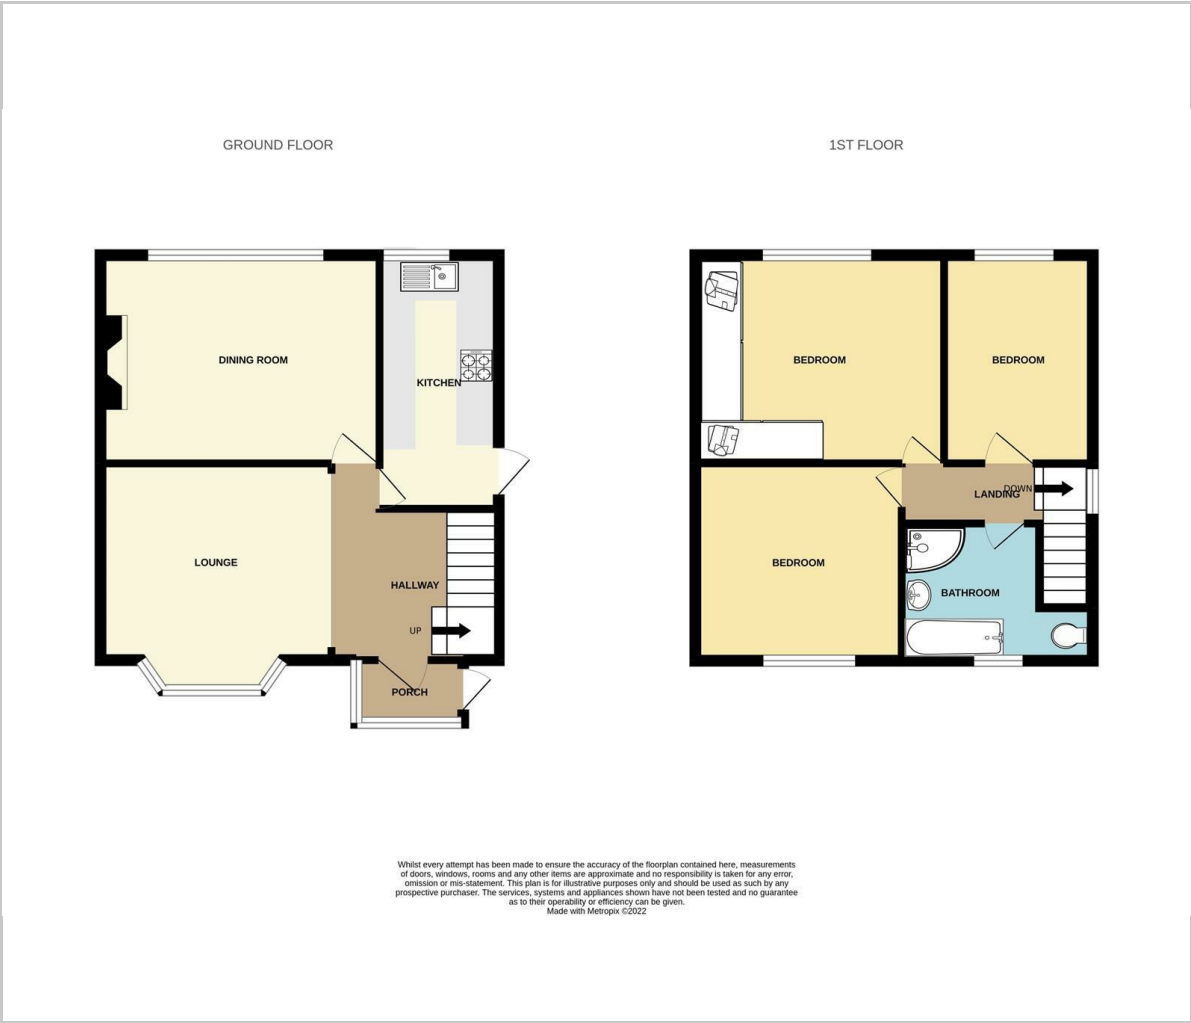 GROUND FLOOR
1ST FLOOR
DINING ROOM
KITCHEN
LOUNGE
HALLWAY
UP
PORCH
BEDROOM
BEDROOM
DOWN
LANDING
BEDROOM
BATHROOM
Whilst every attempt has been made to ensure the accuracy of the floorplan contained here, measurements
of doors, windows, rooms and any other items are approximate and no responsibility is taken for any error,
omission or mis-statement. This plan is for illustrative purposes only and should be used as such by any
prospective purchaser. The services, systems and appliances shown have not been tested and no guarantee
as to their operability or efficiency can be given.
Made with Metropix ©2022